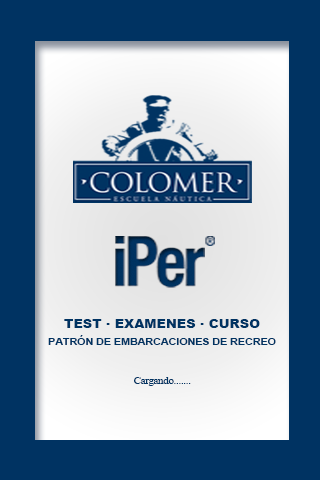 COLOMER
ESCUELA NÁUTICA
iPer®
TEST · EXAMENES · CURSO
PATRÓN DE EMBARCACIONES DE RECREO
Cargando.......